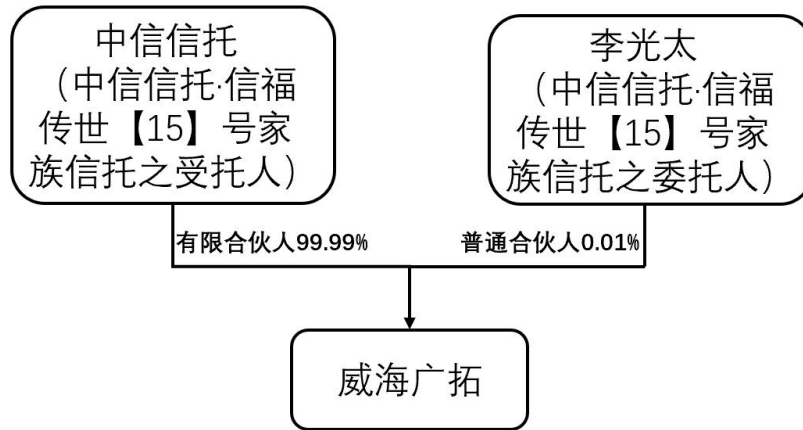 中信信托
（中信信托·信福
传世【15】号家
族信托之受托人）
李光太
（中信信托·信福
传世【15】号家
族信托之委托人）
有限合伙人99.99%
普通合伙人0.01%
威海广拓